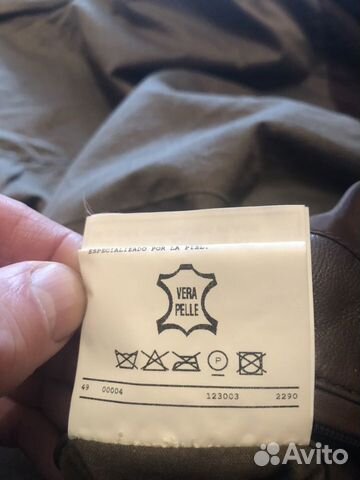 ESPECIALIZADO POR LA PIEL.
VERA
PELLE
P
49 00004 123003 2290
Avito